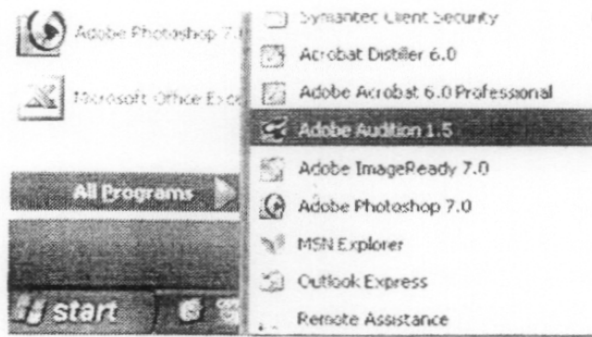 Adobe Photoshop 7.0
Microsoft Office Exce
All Programs
start
Symantec Client Security
Acrobat Distiller 6.0
Adobe Acrobat 6.0 Professional
Adobe Audition 1.5
Adobe ImageReady 7.0
Adobe Photoshop 7.0
MSN Explorer
Outlook Express
Remote Assistance